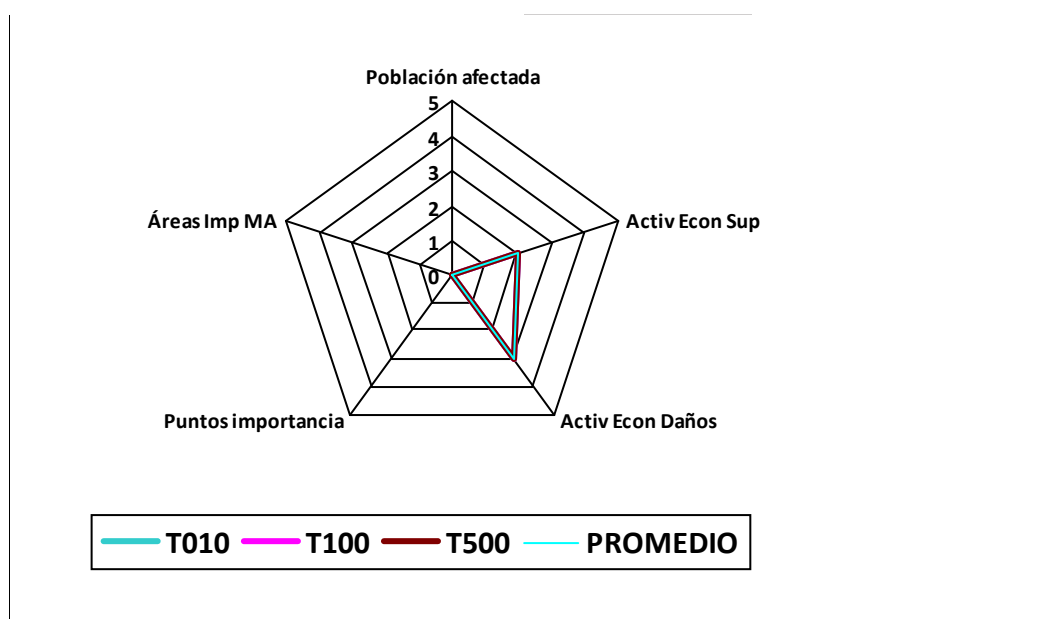 Población afectada
5
4
3
2
1
0
Áreas Imp MA
Activ Econ Sup
Puntos importancia
Activ Econ Daños
T010 T100 T500 PROMEDIO